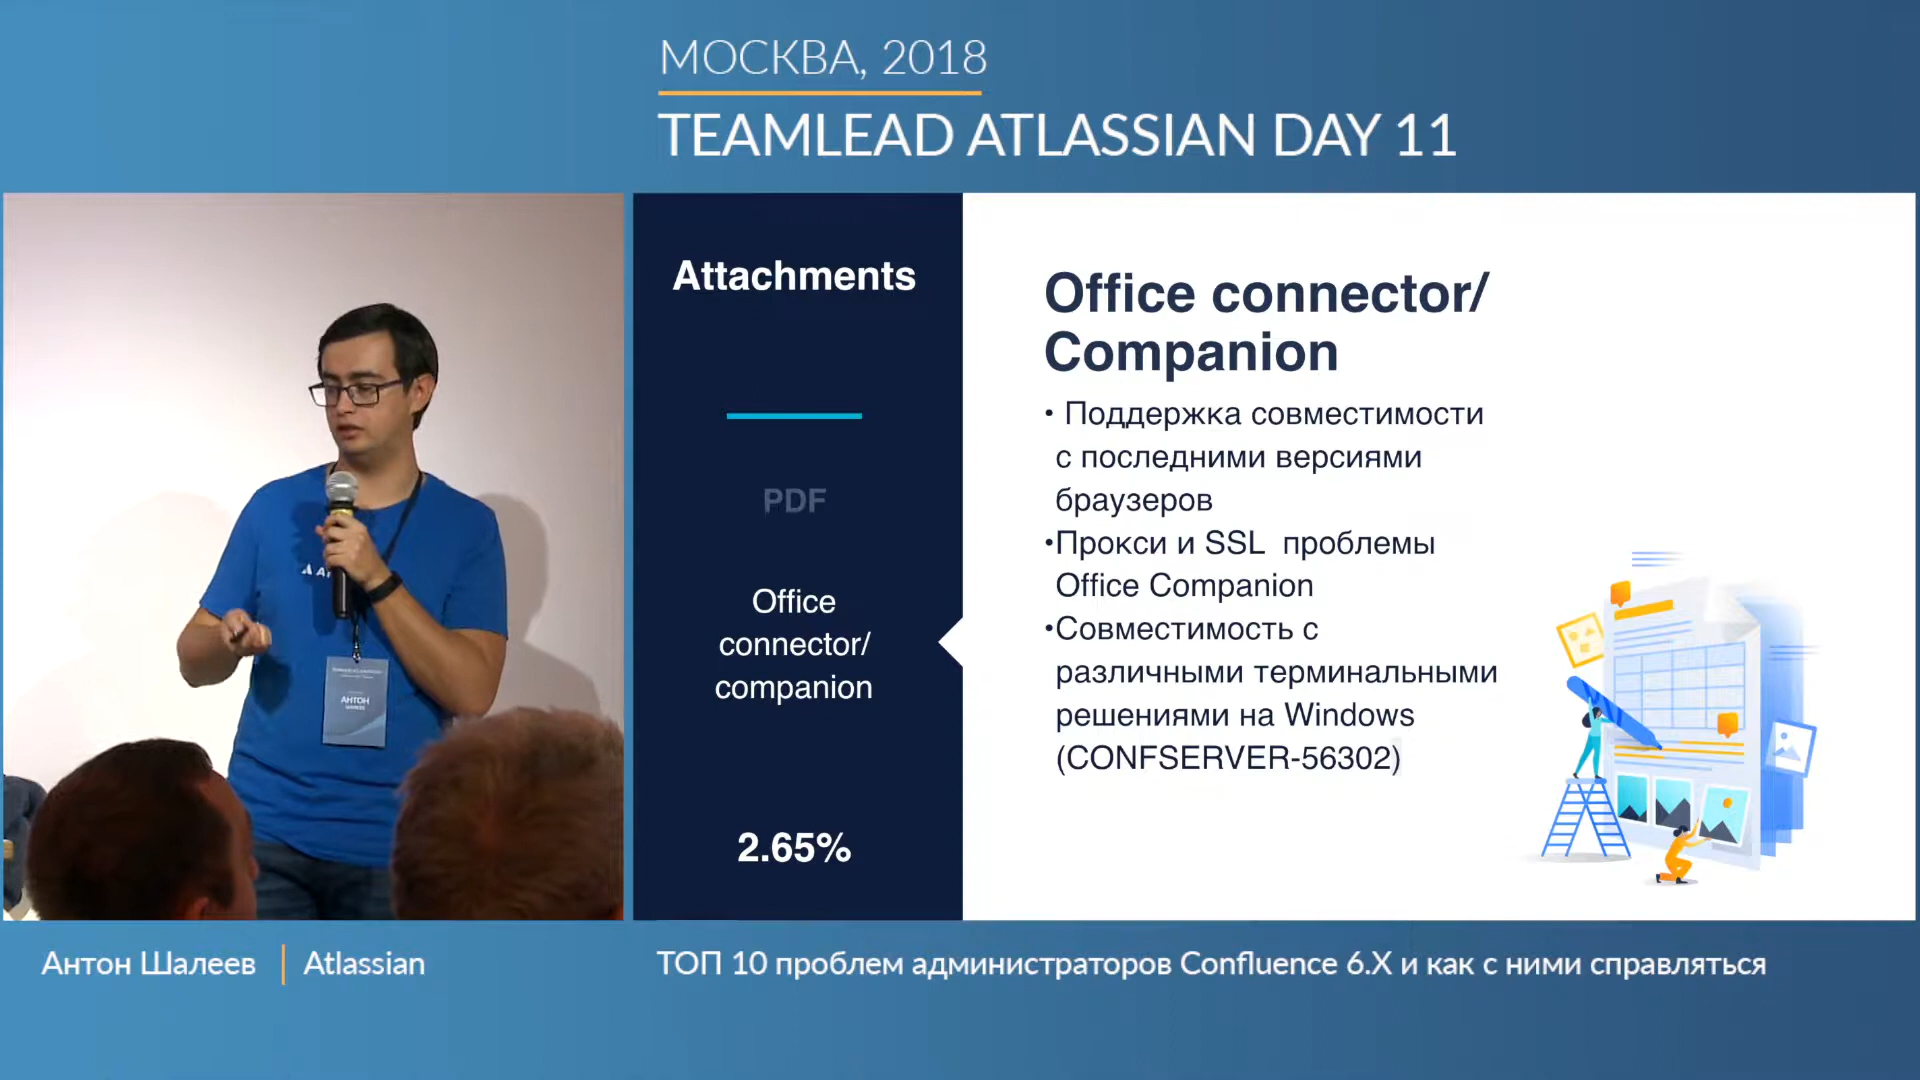 МОСКВА, 2018
TEAMLEAD ATLASSIAN DAY 11
Attachments
PDF
Office
connector/
companion
2.65%
Office connector/
Companion
• Поддержка совместимости
с последними версиями
браузеров
•Прокси и SSL проблемы
Office Companion
•Совместимость с
различными терминальными
решениями на Windows
(CONFSERVER-56302)
АНТОН
Антон Шалеев
Atlassian
ТОП 10 проблем администраторов Confluence 6.X и как с ними справляться